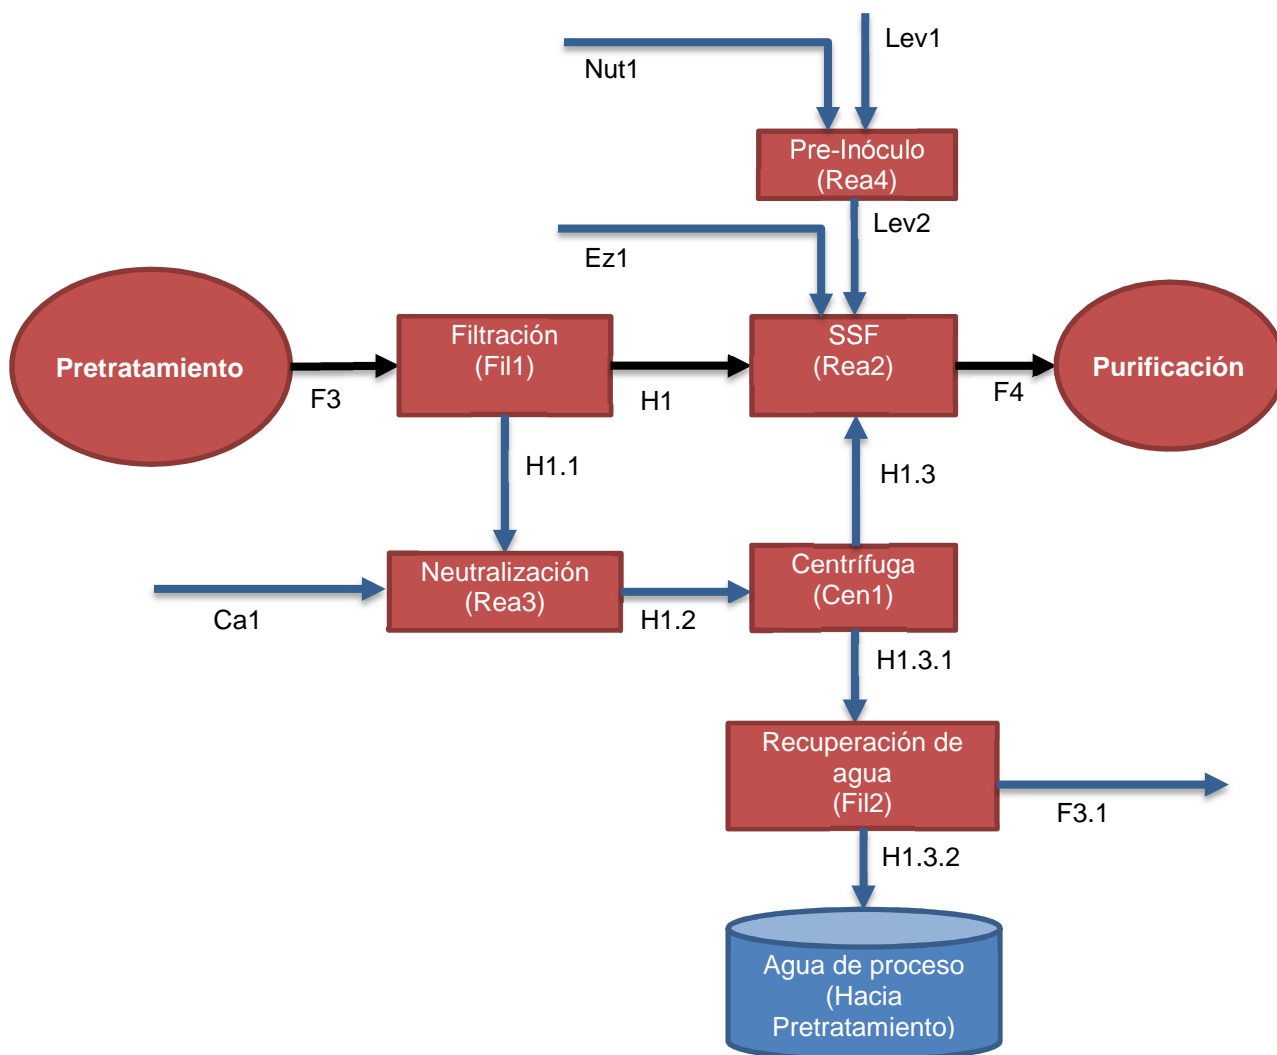 Lev1
Nut1
Pre-Inóculo
(Rea4)
Lev2
Ez1
Pretratamiento
F3
Filtración
(Fil1)
H1
SSF
(Rea2)
F4
Purificación
H1.1
H1.3
Ca1
Neutralización
(Rea3)
H1.2
Centrífuga
(Cen1)
H1.3.1
Recuperación de
agua
(Fil2)
F3.1
H1.3.2
Agua de proceso
(Hacia
Pretratamiento)